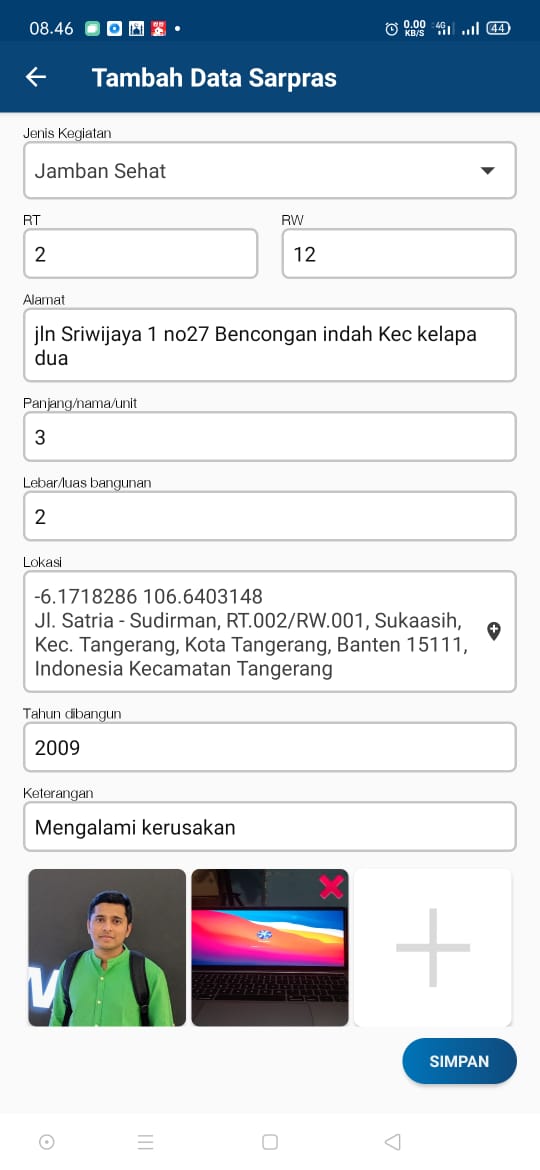 08.46
0.00
KB/S
4G
44
Tambah Data Sarpras
Jenis Kegiatan
Jamban Sehat
RT
RW
2
12
Alamat
jln Sriwijaya 1 no27 Bencongan indah Kec kelapa
dua
Panjang/nama/unit
3
Lebar/luas bangunan
2
Lokasi
-6.1718286 106.6403148
Jl. Satria - Sudirman, RT.002/RW.001, Sukaasih,
Kec. Tangerang, Kota Tangerang, Banten 15111,
Indonesia Kecamatan Tangerang
Tahun dibangun
2009
Keterangan
Mengalami kerusakan
SIMPAN